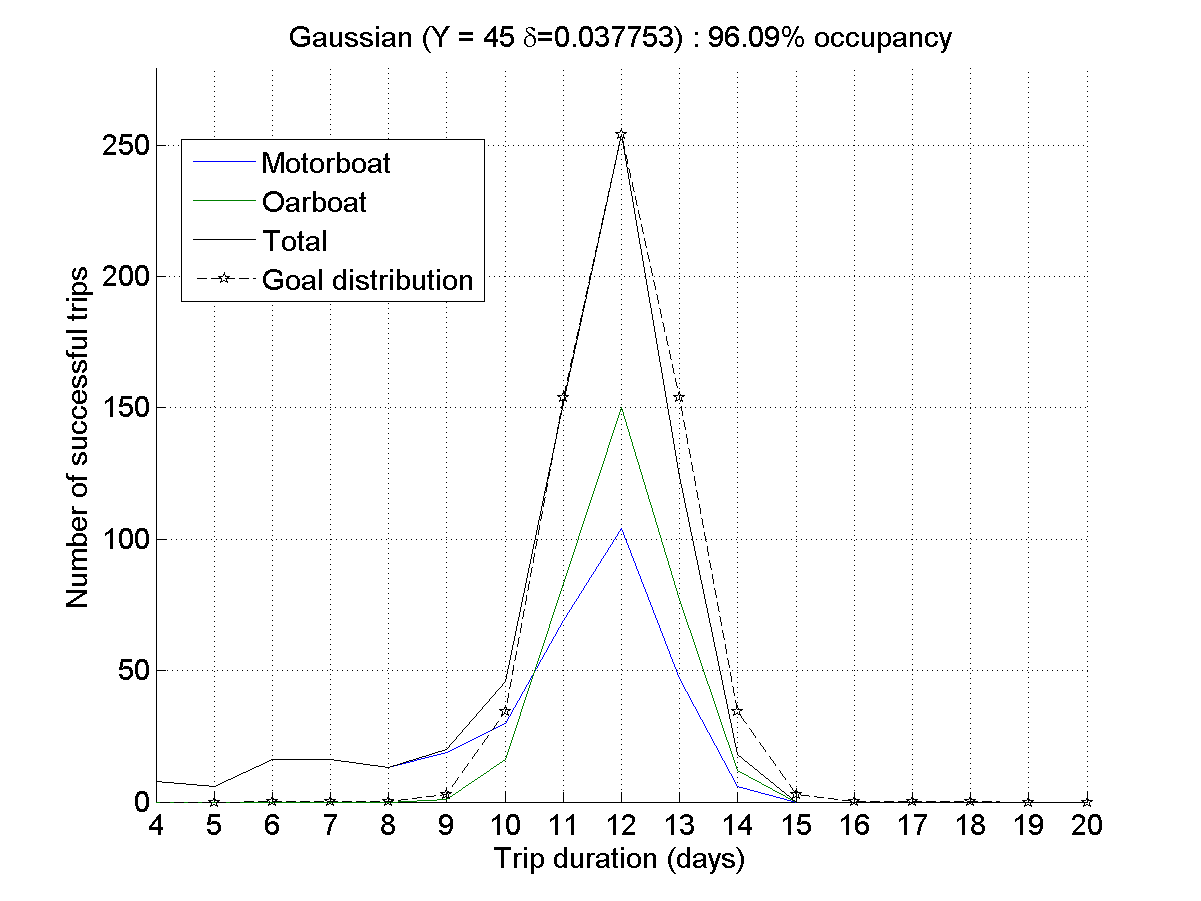 Gaussian (Y = 45 δ=0.037753) : 96.09% occupancy
250
200
150
100
50
0
Number of successful trips
Motorboat
Oarboat
Total
Goal distribution
4 5 6 7 8 9 10 11 12 13 14 15 16 17 18 19 20
Trip duration (days)